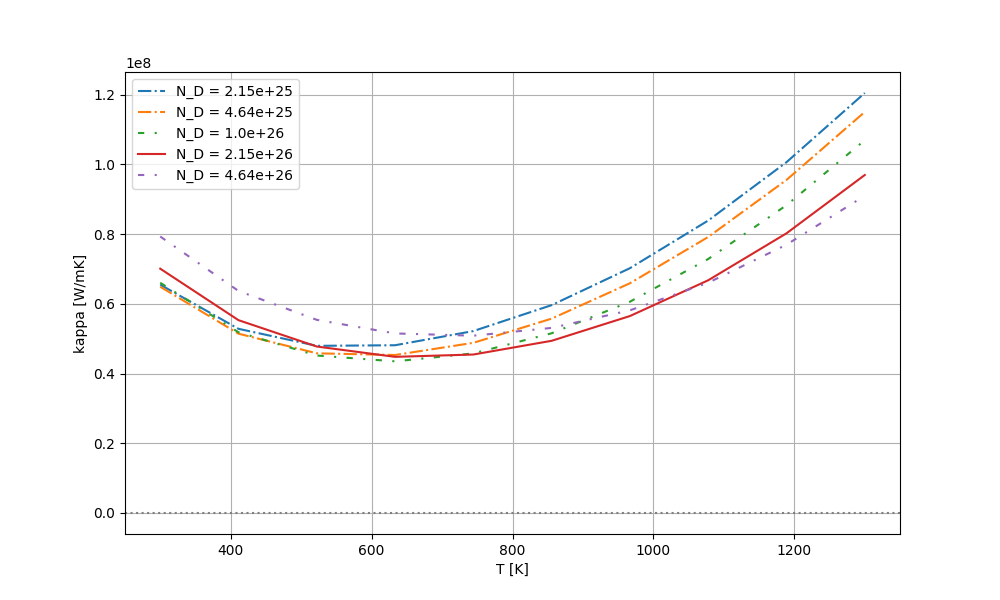 1e8
1.2
1.0
0.8
0.6
0.4
0.2
0.0
kappa [W/mK]
N_D = 2.15e+25
N_D = 4.64e+25
N_D = 1.0e+26
N_D = 2.15e+26
N_D = 4.64e+26
400 600 800 1000 1200
T [K]